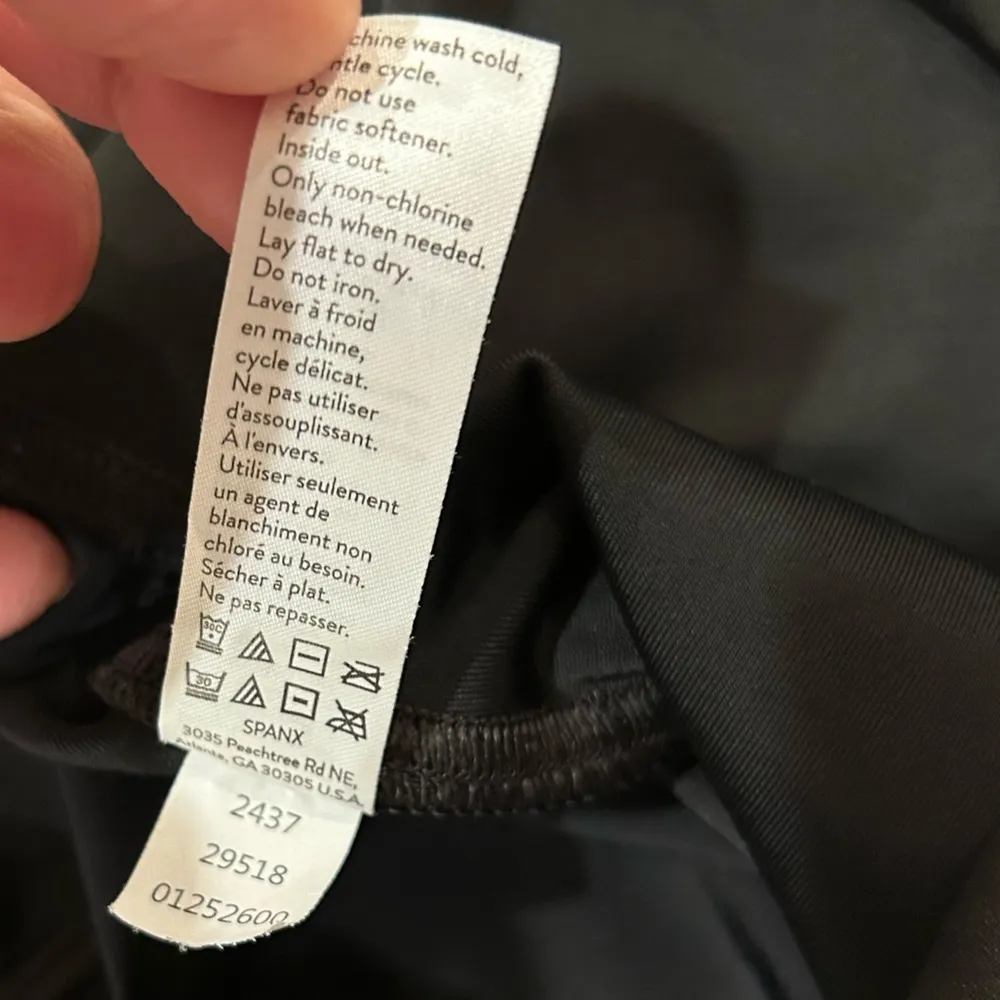 chine wash cold,
ntle cycle.
Do not use
fabric softener.
Inside out.
Only non-chlorine
bleach when needed.
Lay flat to dry.
Do not iron.
Laver à froid
en machine,
cycle délicat.
Ne pas utiliser
d'assouplissant.
À l'envers.
Utiliser seulement
un agent de
blanchiment non
chloré au besoin.
Sécher à plat.
Ne pas repasser.
30C
30
SPANX
3035 Peachtree Rd NE,
Atlanta, GA 30305 U.S.A.
2437
29518
01252600